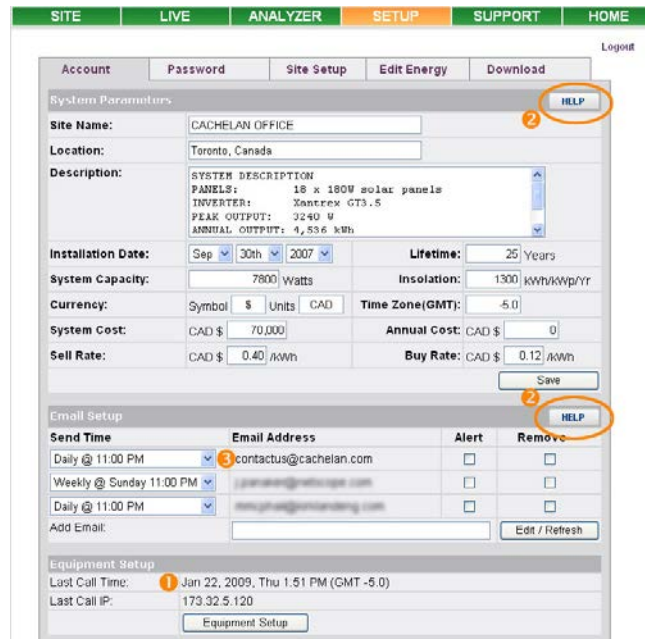 SITE LIVE ANALYZER SETUP SUPPORT HOME
Logout
Account Password Site Setup Edit Energy Download
System Parameters HELP
2
Site Name: CACHELAN OFFICE
Location: Toronto, Canada
Description: SYSTEM DESCRIPTION
PANELS: 18 x 180W solar panels
INVERTER: Xantrex GT3.5
PEAK OUTPUT: 3240 W
ANNUAL OUTPUT: 4,536 kWh
Installation Date: Sep 30th 2007 Lifetime: 25 Years
System Capacity: 7800 Watts Insolation: 1300 kWh/kWp/Yr
Currency: Symbol $ Units CAD Time Zone(GMT): -5.0
System Cost: CAD $ 70,000 Annual Cost: CAD $ 0
Sell Rate: CAD $ 0.40 /kWh Buy Rate: CAD $ 0.12 /kWh
Save
2
Email Setup HELP
Send Time Email Address Alert Remove
Daily @ 11:00 PM 3 contactus@cachelan.com
Weekly @ Sunday 11:00 PM
Daily @ 11:00 PM
Add Email: Edit / Refresh
Equipment Setup
Last Call Time: 1 Jan 22, 2009, Thu 1:51 PM (GMT -5.0)
Last Call IP: 173.32.5.120
Equipment Setup